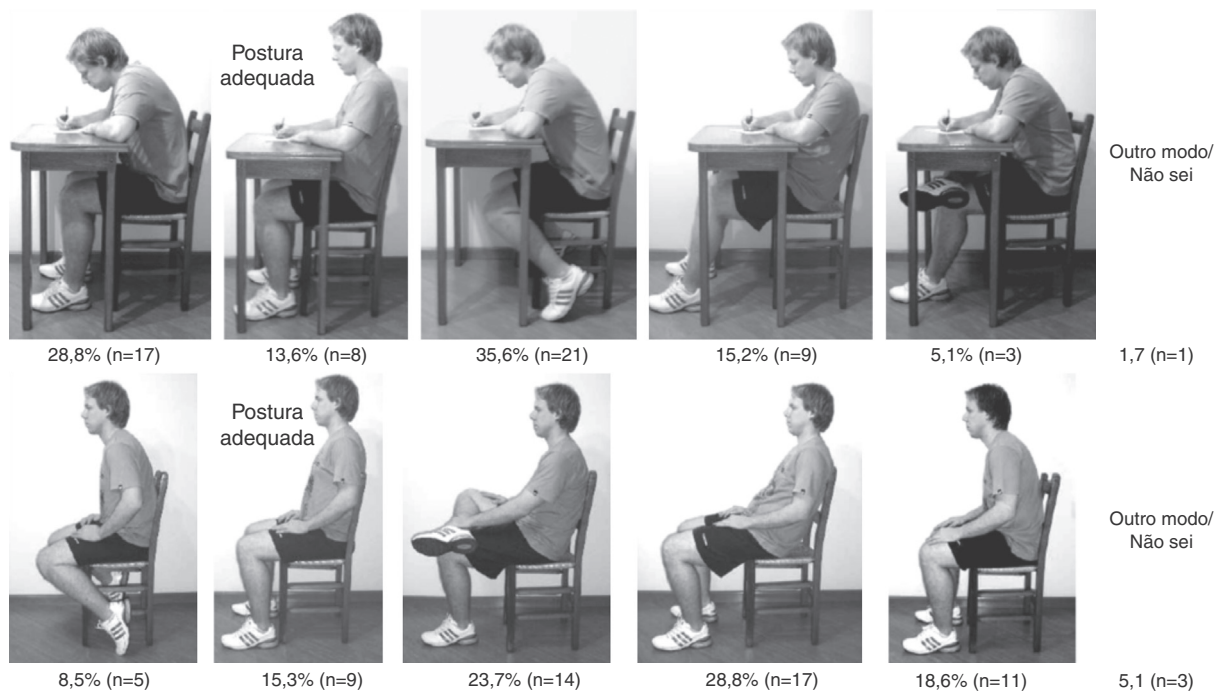 Postura
adequada
Outro modo/
Não sei
28,8% (n=17)
13,6% (n=8)
35,6% (n=21)
15,2% (n=9)
5,1% (n=3)
1,7 (n=1)
Postura
adequada
Outro modo/
Não sei
8,5% (n=5)
15,3% (n=9)
23,7% (n=14)
28,8% (n=17)
18,6% (n=11)
5,1 (n=3)